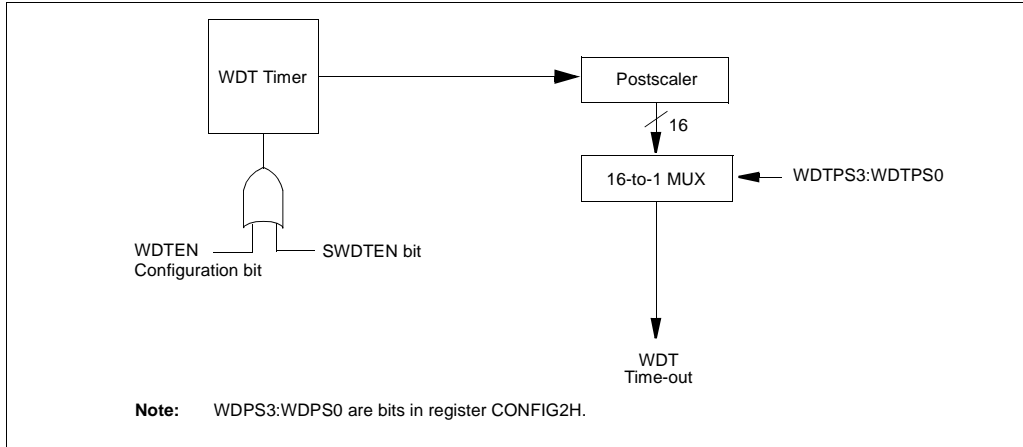 WDT Timer
Postscaler
16
16-to-1 MUX
WDTPS3:WDTPS0
WDTEN
Configuration bit
SWDTEN bit
WDT
Time-out
Note: WDPS3:WDPS0 are bits in register CONFIG2H.